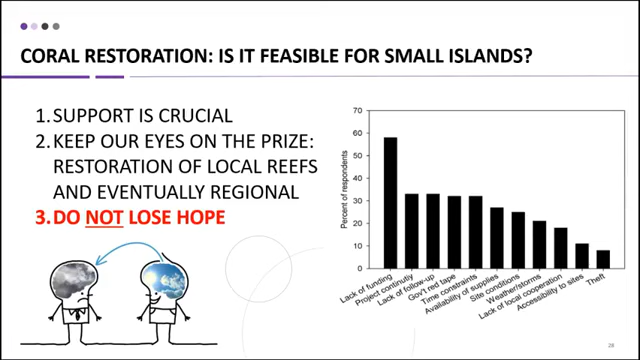 CORAL RESTORATION: IS IT FEASIBLE FOR SMALL ISLANDS?
1. SUPPORT IS CRUCIAL
2. KEEP OUR EYES ON THE PRIZE:
RESTORATION OF LOCAL REEFS
AND EVENTUALLY REGIONAL
3. DO NOT LOSE HOPE
Percent of respondents
70
60
50
40
30
20
10
0
Lack of funding
Project continuity
Lack of follow-up
Gov't red tape
Time constraints
Availability of supplies
Site conditions
Weather/storms
Lack of local cooperation
Accessibility to sites
Theft
28